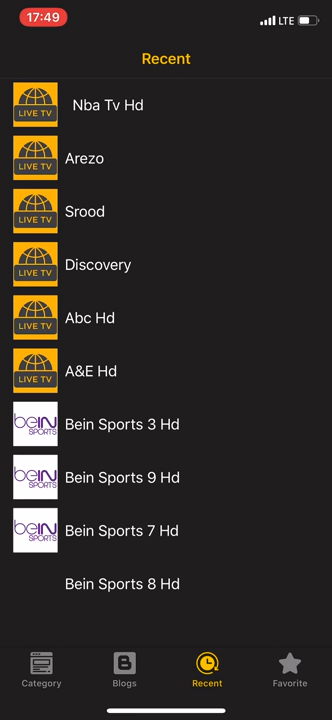 17:49
LTE
Recent
LIVE TV
Nba Tv Hd
LIVE TV
Arezo
LIVE TV
Srood
LIVE TV
Discovery
LIVE TV
Abc Hd
LIVE TV
A&E Hd
beIN
SPORTS
Bein Sports 3 Hd
beIN
SPORTS
Bein Sports 9 Hd
beIN
SPORTS
Bein Sports 7 Hd
Bein Sports 8 Hd
Category
Blogs
Recent
Favorite